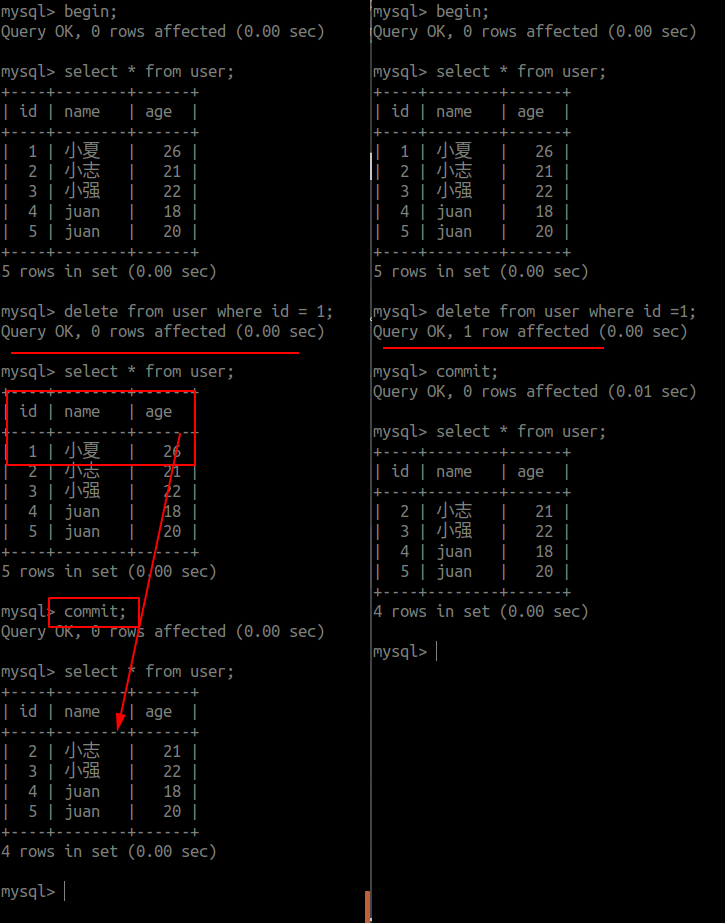 mysql> begin;
Query OK, 0 rows affected (0.00 sec)
mysql> select * from user;
+----+--------+------+
| id | name   | age  |
+----+--------+------+
|  1 | 小夏   |   26 |
|  2 | 小志   |   21 |
|  3 | 小强   |   22 |
|  4 | juan   |   18 |
|  5 | juan   |   20 |
+----+--------+------+
5 rows in set (0.00 sec)
mysql> delete from user where id = 1;
Query OK, 0 rows affected (0.00 sec)
mysql> select * from user;
+----+--------+------+
| id | name   | age
+----+--------+------+
|  1 | 小夏   |   26
|  2 | 小志   |   21 |
|  3 | 小强   |   22 |
|  4 | juan   |   18 |
|  5 | juan   |   20 |
+----+--------+------+
5 rows in set (0.00 sec)
mysql> commit;
Query OK, 0 rows affected (0.00 sec)
mysql> select * from user;
+----+--------+------+
| id | name   | age  |
+----+--------+------+
|  2 | 小志   |   21 |
|  3 | 小强   |   22 |
|  4 | juan   |   18 |
|  5 | juan   |   20 |
+----+--------+------+
4 rows in set (0.00 sec)
mysql>
mysql> begin;
Query OK, 0 rows affected (0.00 sec)
mysql> select * from user;
+----+--------+------+
| id | name   | age  |
+----+--------+------+
|  1 | 小夏   |   26 |
|  2 | 小志   |   21 |
|  3 | 小强   |   22 |
|  4 | juan   |   18 |
|  5 | juan   |   20 |
+----+--------+------+
5 rows in set (0.00 sec)
mysql> delete from user where id =1;
Query OK, 1 row affected (0.00 sec)
mysql> commit;
Query OK, 0 rows affected (0.01 sec)
mysql> select * from user;
+----+--------+------+
| id | name   | age  |
+----+--------+------+
|  2 | 小志   |   21 |
|  3 | 小强   |   22 |
|  4 | juan   |   18 |
|  5 | juan   |   20 |
+----+--------+------+
4 rows in set (0.00 sec)
mysql>